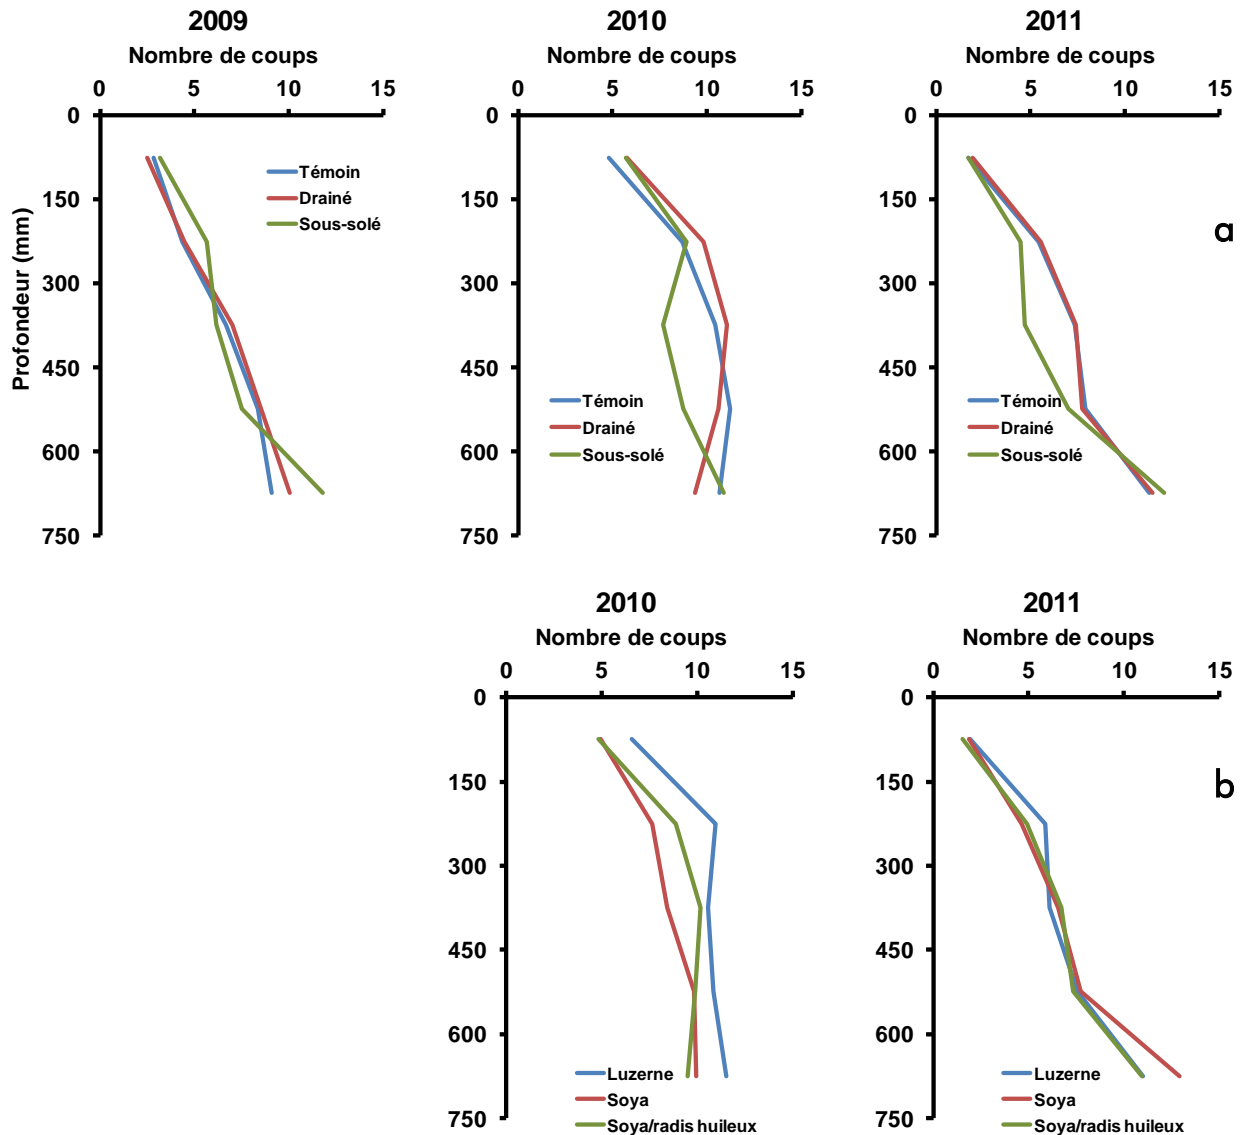 2009
Nombre de coups
0 5 10 15
0
150
300
450
600
750
Profondeur (mm)
Témoin
Drainé
Sous-solé
2010
Nombre de coups
0 5 10 15
0
150
300
450
600
750
Témoin
Drainé
Sous-solé
2011
Nombre de coups
0 5 10 15
0
150
300
450
600
750
Témoin
Drainé
Sous-solé
a
2010
Nombre de coups
0 5 10 15
0
150
300
450
600
750
Luzerne
Soya
Soya/radis huileux
2011
Nombre de coups
0 5 10 15
0
150
300
450
600
750
Luzerne
Soya
Soya/radis huileux
b